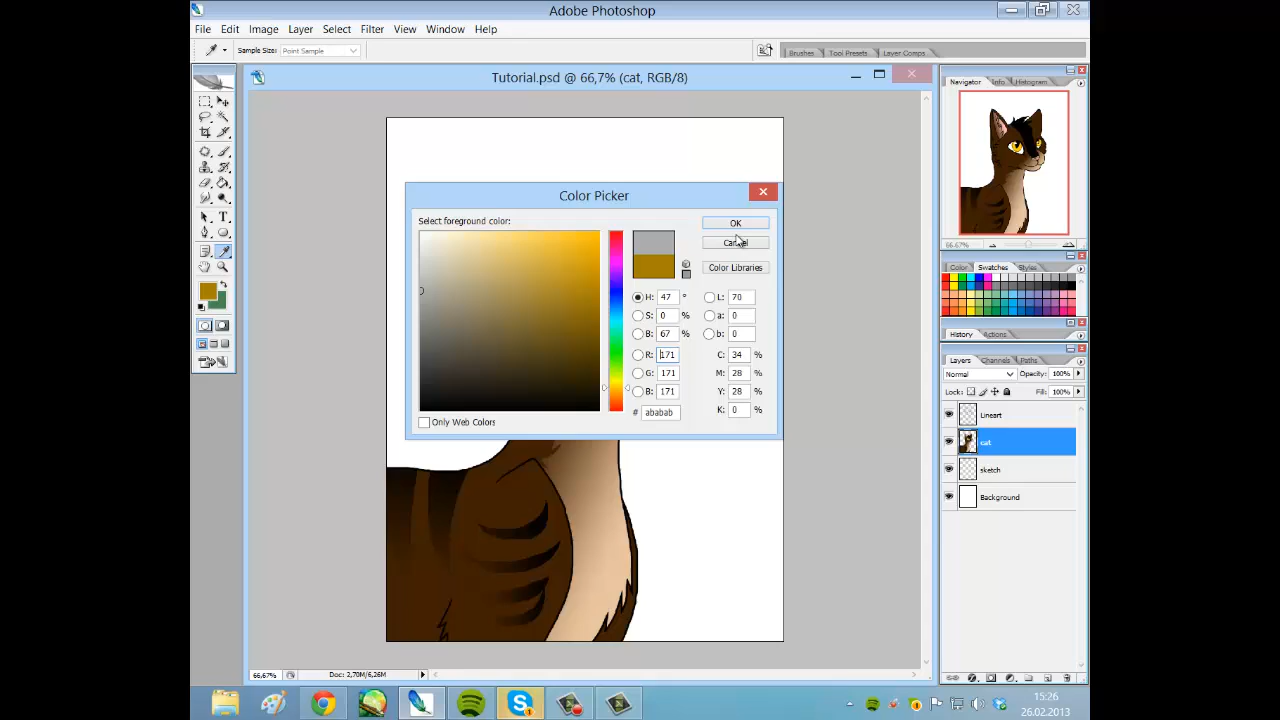 Adobe Photoshop
File Edit Image Layer Select Filter View Window Help
Sample Size: Point Sample
Brushes Tool Presets Layer Comps
Tutorial.psd @ 66,7% (cat, RGB/8)
Navigator Info Histogram
66.67%
Color Picker
Select foreground color:
OK
Cancel
Color Libraries
H: 47 ° L: 70
S: 0 % a: 0
B: 67 % b: 0
R: 171 C: 34 %
G: 171 M: 28 %
B: 171 Y: 28 %
# ababab K: 0 %
Only Web Colors
Color Swatches Styles
History Actions
Layers Channels Paths
Normal Opacity: 100%
Lock: Fill: 100%
Lineart
cat
sketch
Background
66,67% Doc: 2,70M/6,26M
15:26
26.02.2013